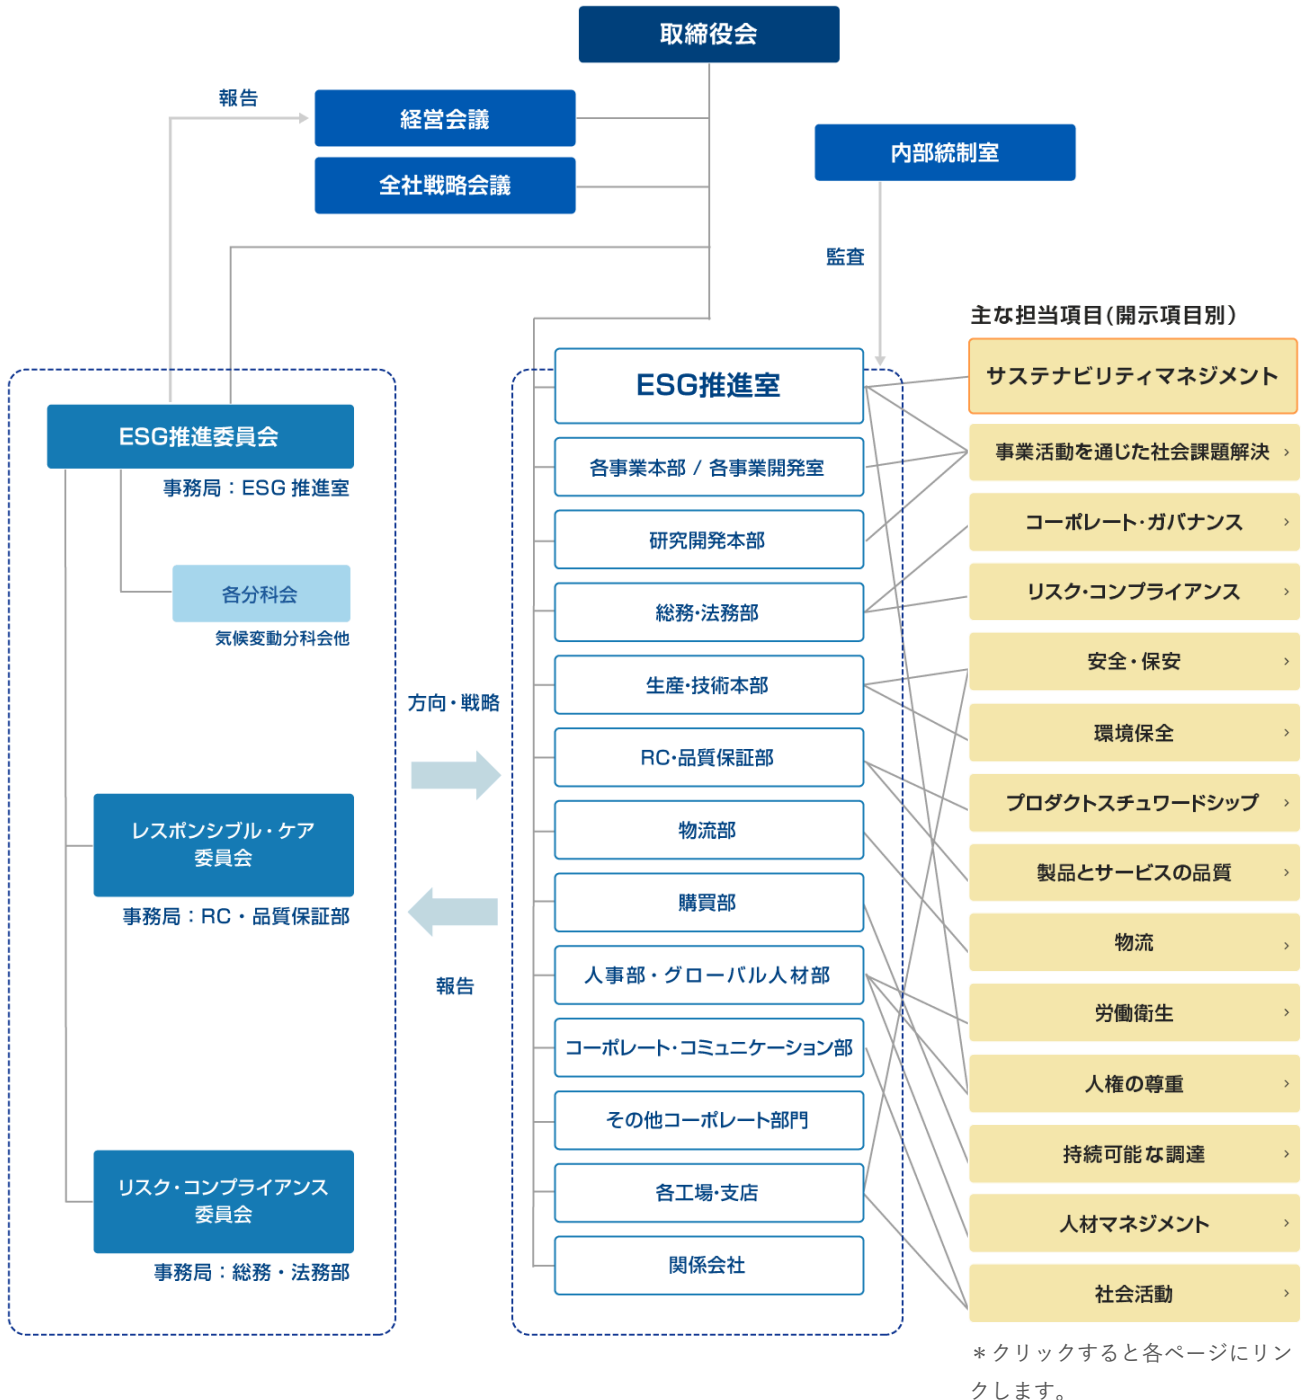 取締役会
報告
経営会議
全社戦略会議
内部統制室
監査
ESG推進委員会
事務局：ESG 推進室
各分科会
気候変動分科会他
レスポンシブル・ケア
委員会
事務局：RC・品質保証部
リスク・コンプライアンス
委員会
事務局：総務・法務部
方向・戦略
報告
ESG推進室
各事業本部 / 各事業開発室
研究開発本部
総務・法務部
生産・技術本部
RC・品質保証部
物流部
購買部
人事部・グローバル人材部
コーポレート・コミュニケーション部
その他コーポレート部門
各工場・支店
関係会社
主な担当項目(開示項目別）
サステナビリティマネジメント
事業活動を通じた社会課題解決 ›
コーポレート・ガバナンス ›
リスク・コンプライアンス ›
安全・保安 ›
環境保全 ›
プロダクトスチュワードシップ ›
製品とサービスの品質 ›
物流 ›
労働衛生 ›
人権の尊重 ›
持続可能な調達 ›
人材マネジメント ›
社会活動 ›
＊クリックすると各ページにリン
クします。